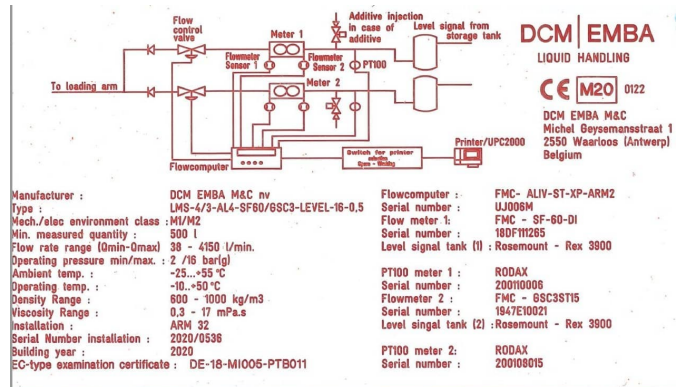 Flow
control
valve
Meter 1
Additive injection
in case of
additive
Level signal from
storage tank
DCM EMBA
LIQUID HANDLING
Flowmeter
Sensor 1
Flowmeter
Sensor 2
PT100
To loading arm
Meter 2
CE M20 0122
DCM EMBA M&C
Michel Geysemansstraat 1
2550 Waarloos (Antwerp)
Belgium
Flowcomputer
Switch for printer
Printer/UPC2000
Manufacturer : DCM EMBA M&C nv
Type : LMS-4/3-AL4-SF60/GSC3-LEVEL-16-0,5
Mech./elec environment class : M1/M2
Min. measured quantity : 500 l
Flow rate range (Qmin-Qmax) 38 - 4150 l/min.
Operating pressure min/max. : 2 /16 bar(g)
Ambient temp. : -25...+55 °C
Operating temp. : -10..+50 °C
Density Range : 600 - 1000 kg/m3
Viscosity Range : 0,3 - 17 mPa.s
Installation : ARM 32
Serial Number installation : 2020/0536
Building year : 2020
EC-type examination certificate : DE-18-MI005-PTB011
Flowcomputer : FMC- ALIV-ST-XP-ARM2
Serial number : UJ006M
Flow meter 1: FMC - SF-60-DI
Serial number : 18DF111265
Level signal tank (1) : Rosemount - Rex 3900
PT100 meter 1 : RODAX
Serial number : 200110006
Flowmeter 2 : FMC - GSC3ST15
Serial number : 1947E10021
Level singal tank (2) : Rosemount - Rex 3900
PT100 meter 2: RODAX
Serial number : 200108015